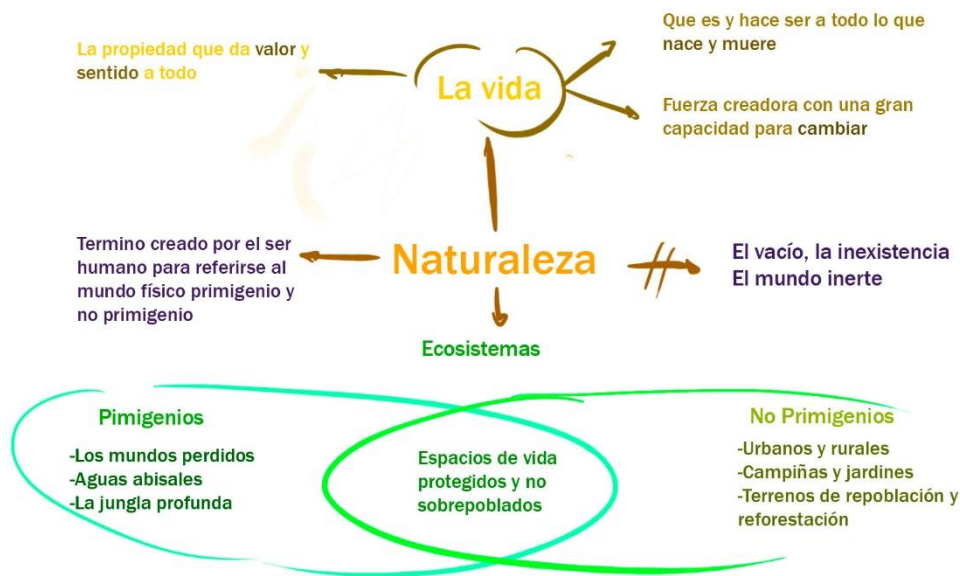 Que es y hace ser a todo lo que
nace y muere
La propiedad que da valor y
sentido a todo
La vida
Fuerza creadora con una gran
capacidad para cambiar
Termino creado por el ser
humano para referirse al
mundo físico primigenio y
no primigenio
Naturaleza
El vacío, la inexistencia
El mundo inerte
Ecosistemas
Pimigenios
-Los mundos perdidos
-Aguas abisales
-La jungla profunda
Espacios de vida
protegidos y no
sobrepoblados
No Primigenios
-Urbanos y rurales
-Campiñas y jardines
-Terrenos de repoblación y
reforestación